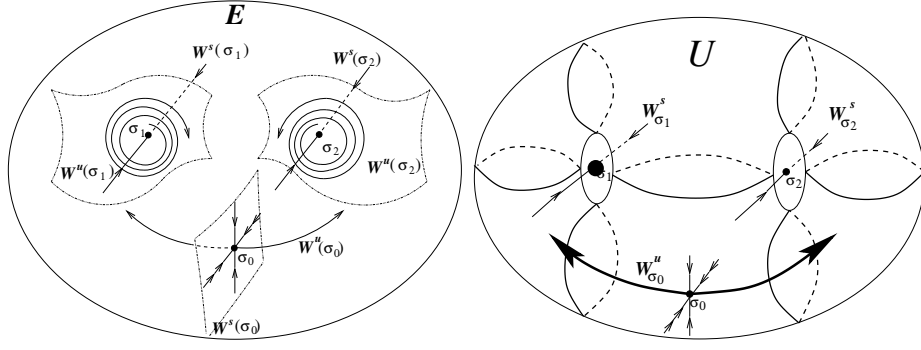 E
W^s(σ_1)
W^s(σ_2)
σ_1
σ_2
W^u(σ_1)
W^u(σ_2)
W^u(σ_0)
σ_0
W^s(σ_0)
U
W^s_{σ_1}
W^s_{σ_2}
σ_1
σ_2
W^u_{σ_0}
σ_0